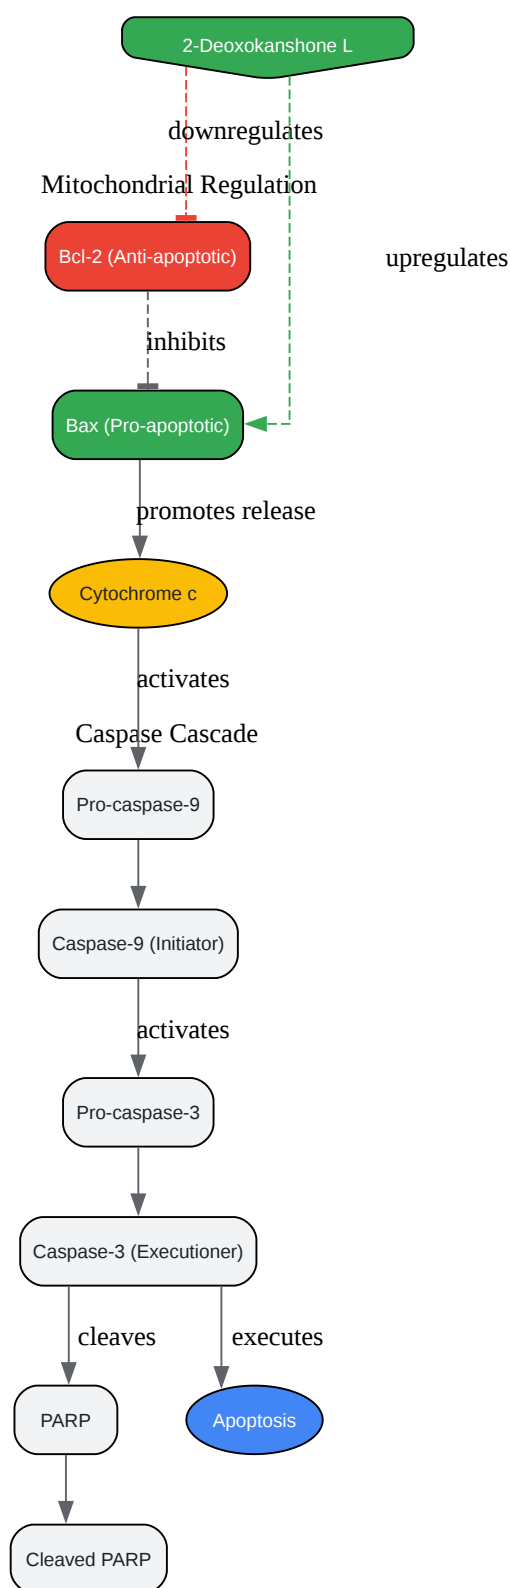 2-Deoxokanshone L
downregulates
Mitochondrial Regulation
Bcl-2 (Anti-apoptotic)
upregulates
inhibits
Bax (Pro-apoptotic)
promotes release
Cytochrome c
activates
Caspase Cascade
Pro-caspase-9
Caspase-9 (Initiator)
activates
Pro-caspase-3
Caspase-3 (Executioner)
cleaves
executes
PARP
Apoptosis
Cleaved PARP